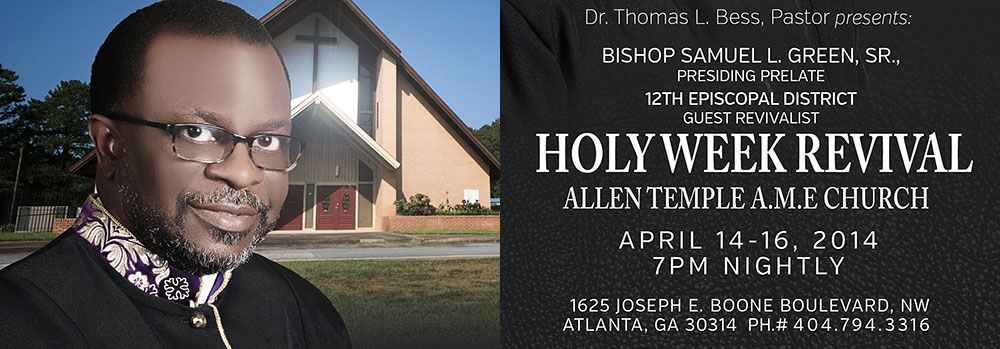 Dr. Thomas L. Bess, Pastor presents:
BISHOP SAMUEL L. GREEN, SR.,
PRESIDING PRELATE
12TH EPISCOPAL DISTRICT
GUEST REVIVALIST
HOLY WEEK REVIVAL
ALLEN TEMPLE A.M.E CHURCH
APRIL 14-16, 2014
7PM NIGHTLY
1625 JOSEPH E. BOONE BOULEVARD, NW
ATLANTA, GA 30314 PH.# 404.794.3316